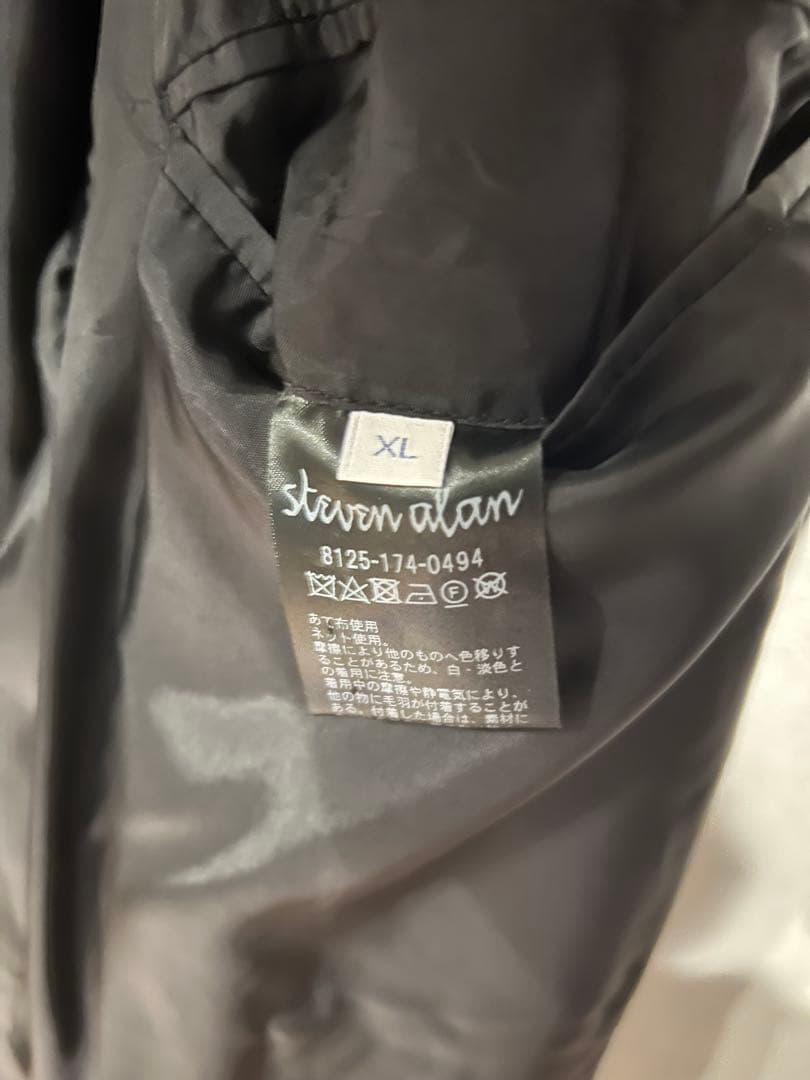 XL
steven alan
8125-174-0494
F W
あて布使用
ネット使用。
摩擦により他のものへ色移りす
ることがあるため、白・淡色と
の着用に注意。
着用中の摩擦や静電気により、
他の物に毛羽が付着することが
ある。付着した場合は、素材に